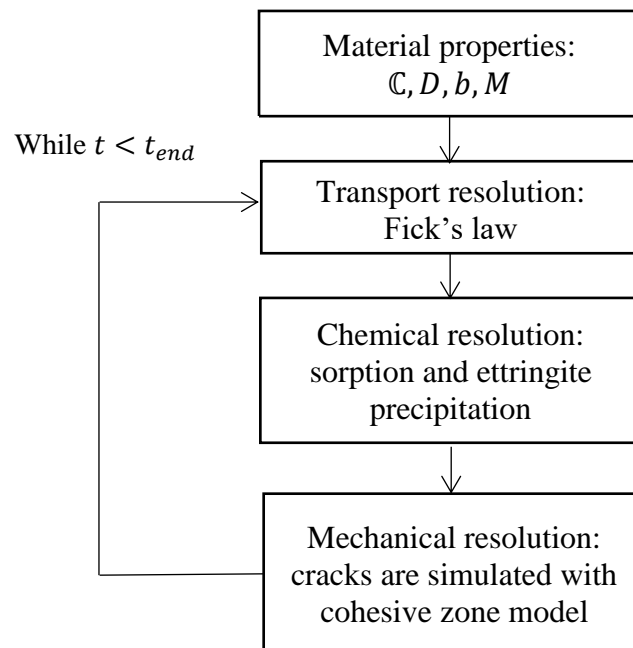 Material properties:
ℂ, 𝐷, 𝑏, 𝑀
While 𝑡 < 𝑡𝑒𝑛𝑑
Transport resolution:
Fick’s law
Chemical resolution:
sorption and ettringite
precipitation
Mechanical resolution:
cracks are simulated with
cohesive zone model